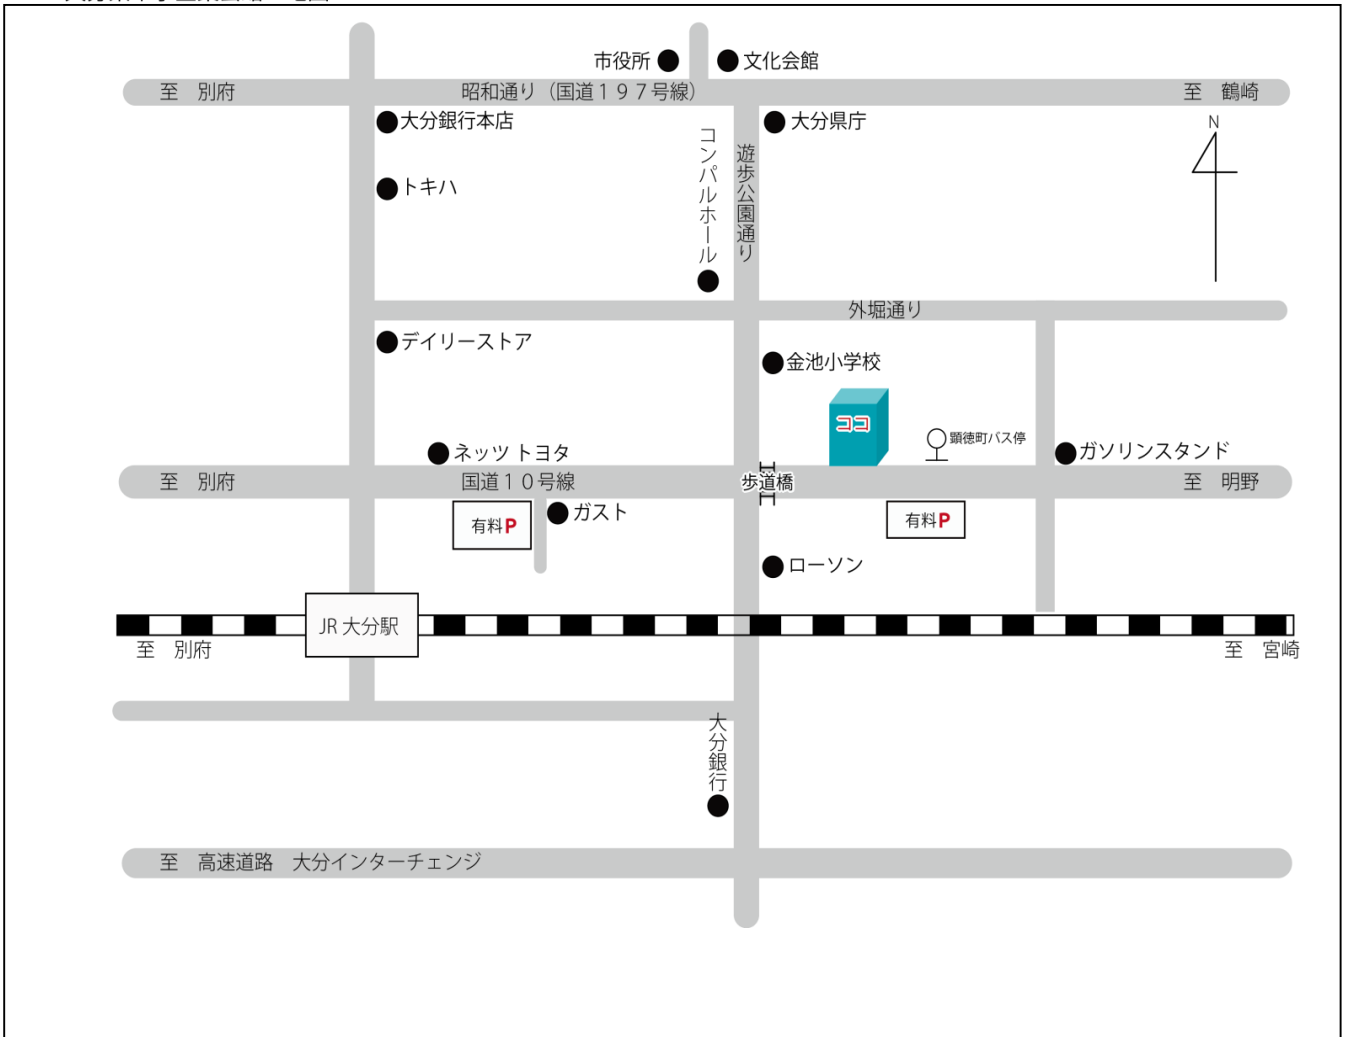 市役所
文化会館
至　別府
昭和通り（国道１９７号線）
至　鶴崎
大分銀行本店
コンパルホール
大分県庁
N
遊歩公園通り
トキハ
外堀通り
デイリーストア
金池小学校
ココ
顕徳町バス停
ネッツトヨタ
ガソリンスタンド
至　別府
国道１０号線
歩道橋
至　明野
有料P
ガスト
有料P
ローソン
JR 大分駅
至　別府
至　宮崎
大分銀行
至　高速道路　大分インターチェンジ